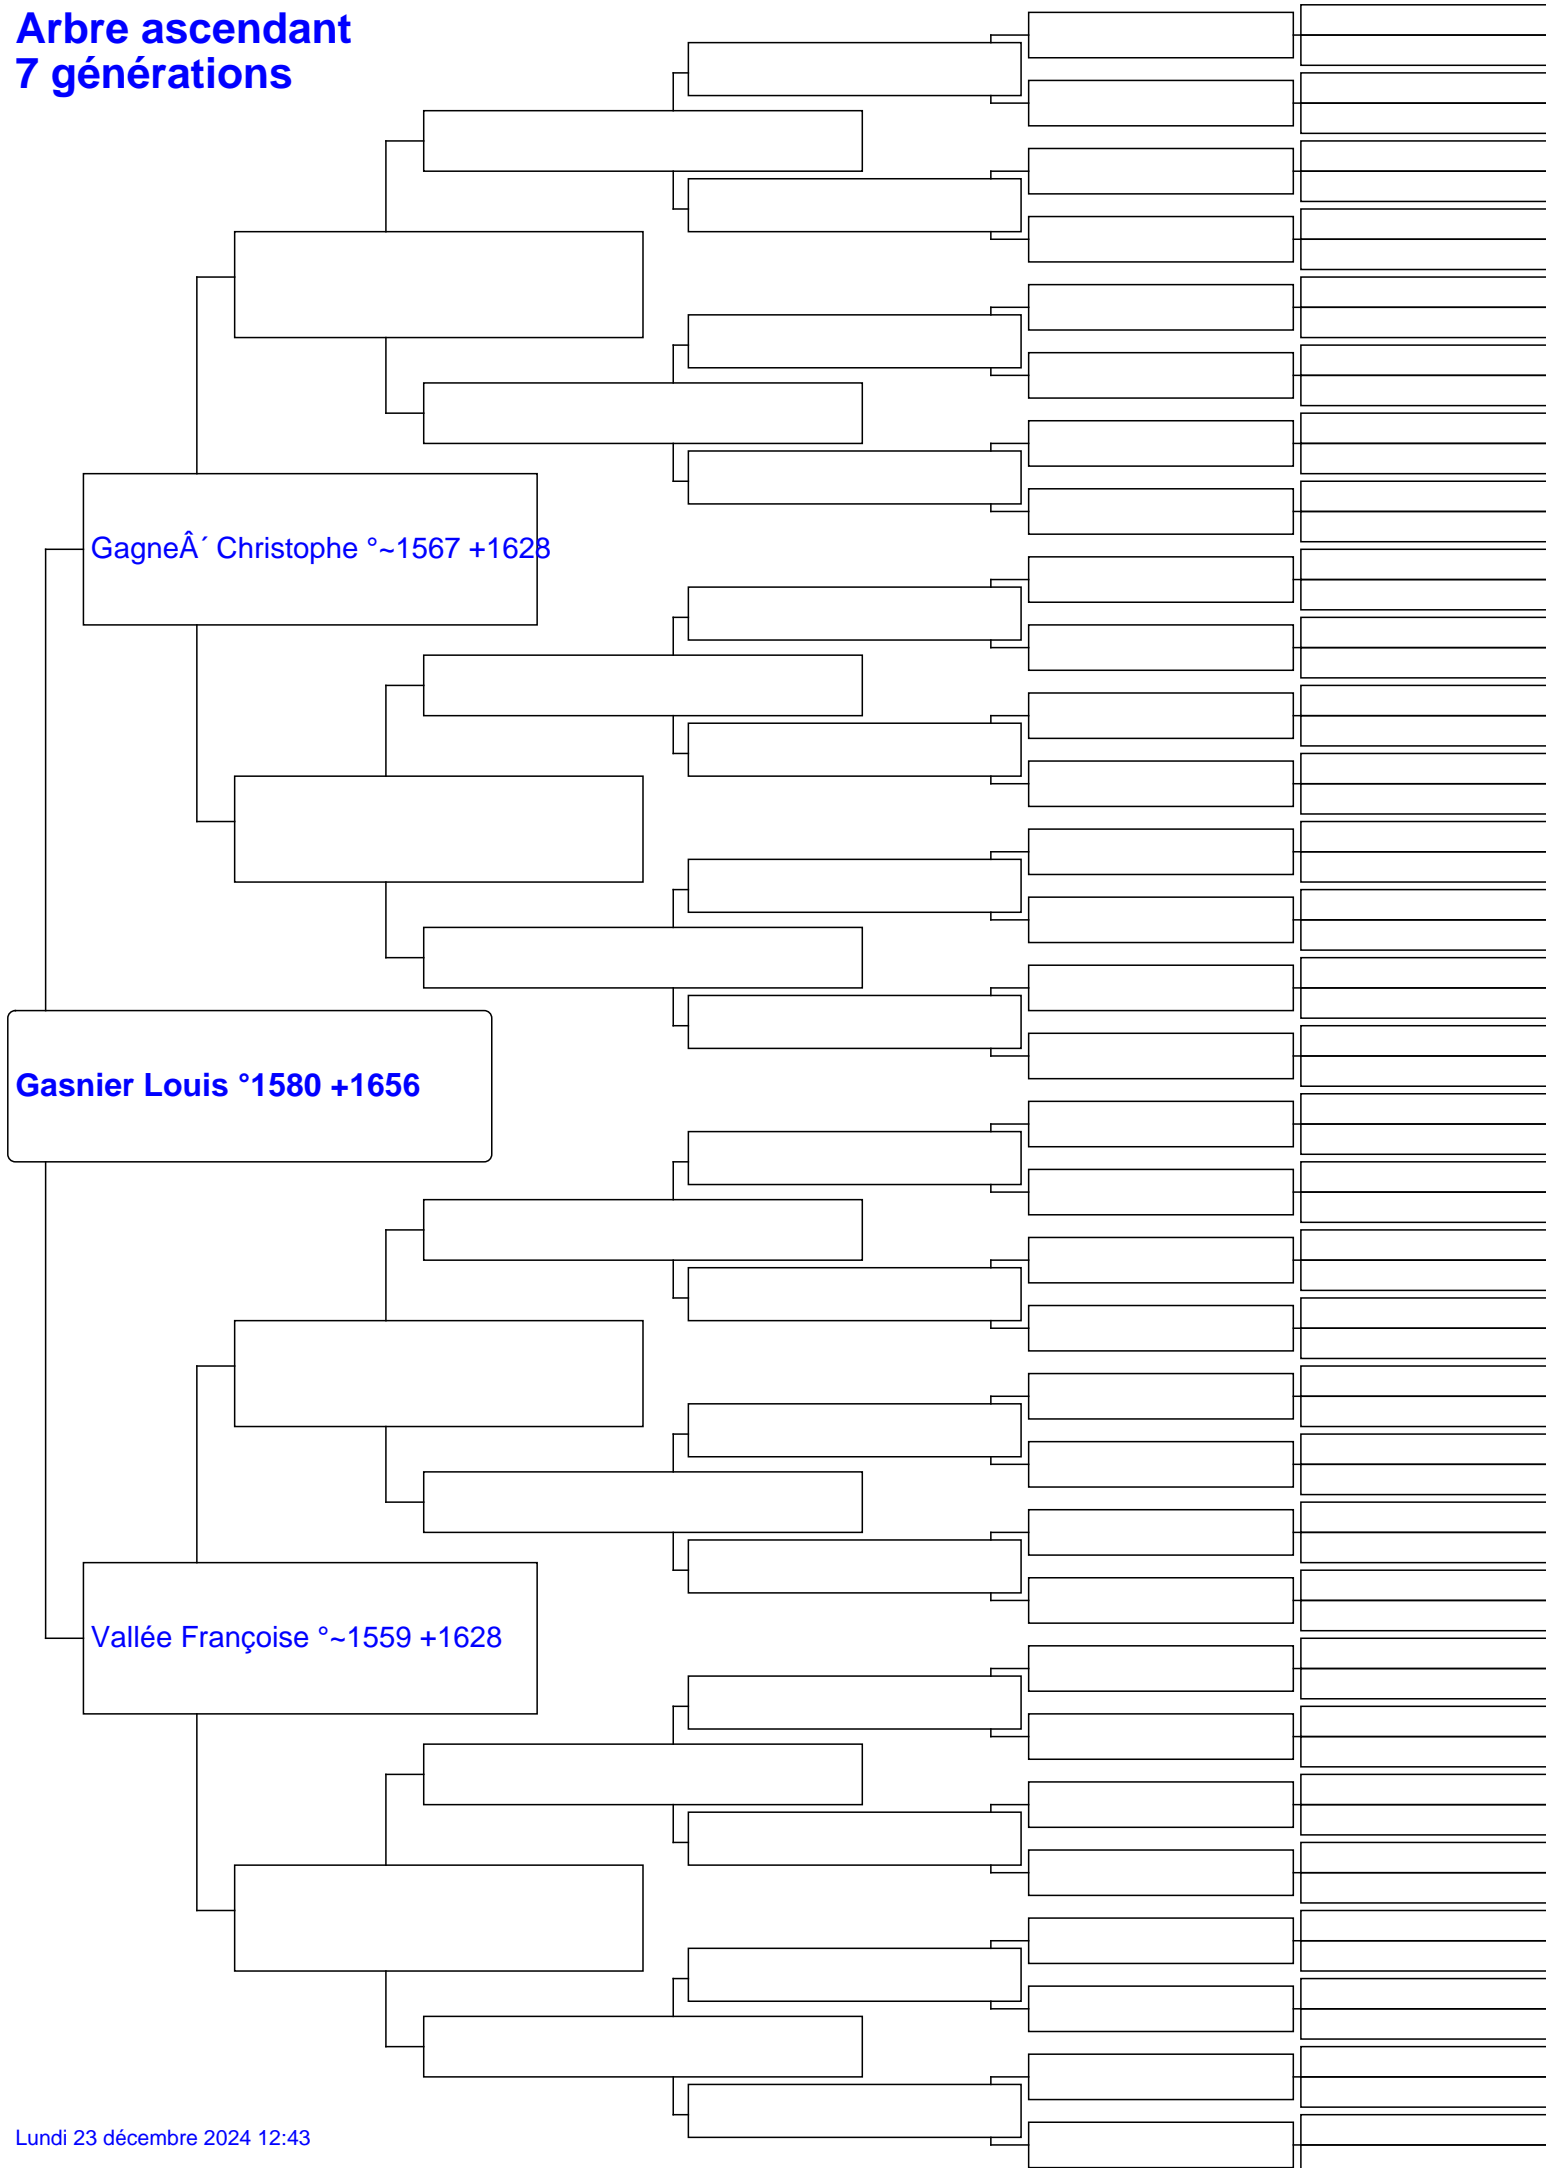 Arbre ascendant
7 générations
GagneÂ´ Christophe °~1567 +1628
Gasnier Louis °1580 +1656
Vallée Françoise °~1559 +1628
Lundi 23 décembre 2024 12:43